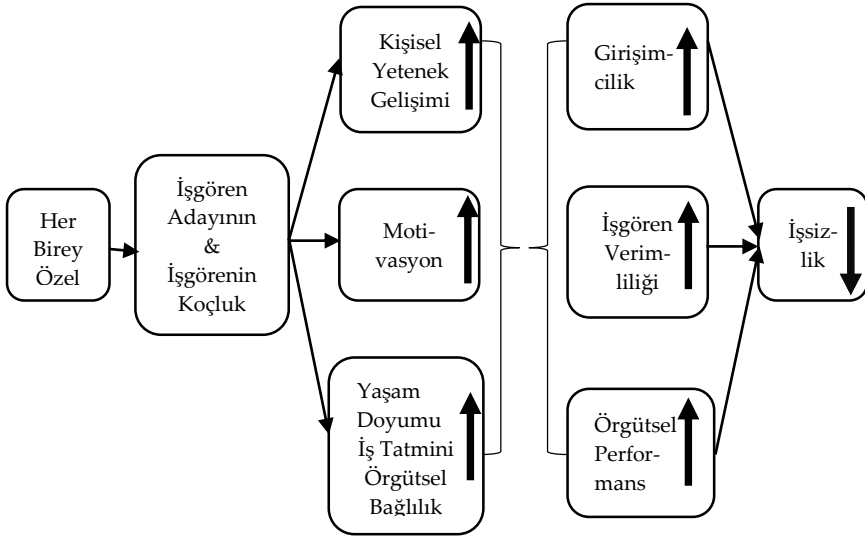 Her
Birey
Özel
İşgören
Adayının
&
İşgörenin
Koçluk
Kişisel
Yetenek
Gelişimi
Moti-
vasyon
Yaşam
Doyumu
İş Tatmini
Örgütsel
Bağlılık
Girişim-
cilik
İşgören
Verim-
liliği
Örgütsel
Perfor-
mans
İşsiz-
lik